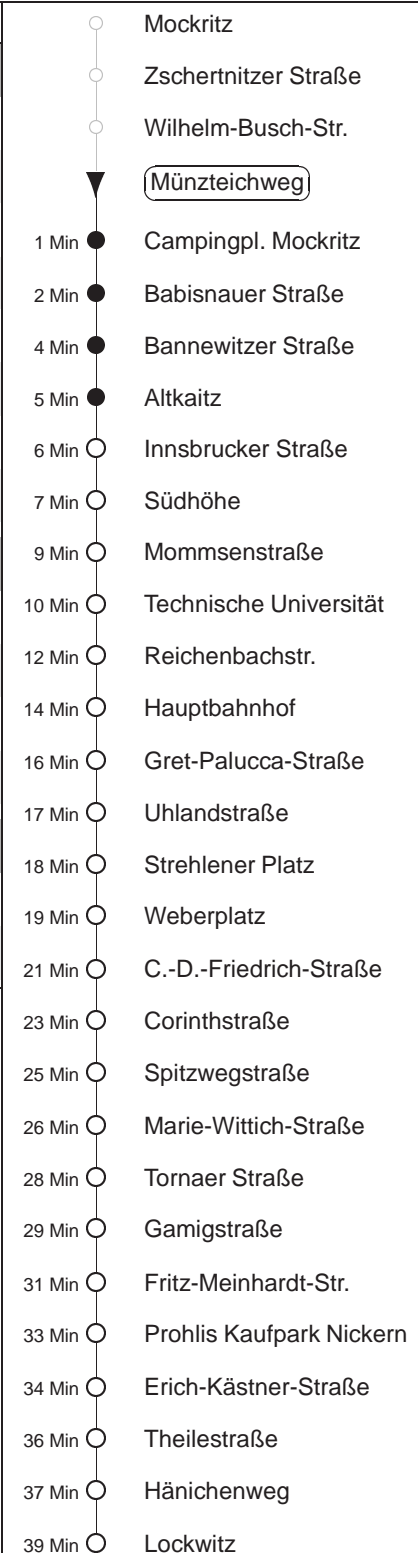 Mockritz
Zschertnitzer Straße
Wilhelm-Busch-Str.
Münzteichweg
1 Min Campingpl. Mockritz
2 Min Babisnauer Straße
4 Min Bannewitzer Straße
5 Min Altkaitz
6 Min Innsbrucker Straße
7 Min Südhöhe
9 Min Mommsenstraße
10 Min Technische Universität
12 Min Reichenbachstr.
14 Min Hauptbahnhof
16 Min Gret-Palucca-Straße
17 Min Uhlandstraße
18 Min Strehlener Platz
19 Min Weberplatz
21 Min C.-D.-Friedrich-Straße
23 Min Corinthstraße
25 Min Spitzwegstraße
26 Min Marie-Wittich-Straße
28 Min Tornaer Straße
29 Min Gamigstraße
31 Min Fritz-Meinhardt-Str.
33 Min Prohlis Kaufpark Nickern
34 Min Erich-Kästner-Straße
36 Min Theilestraße
37 Min Hänichenweg
39 Min Lockwitz